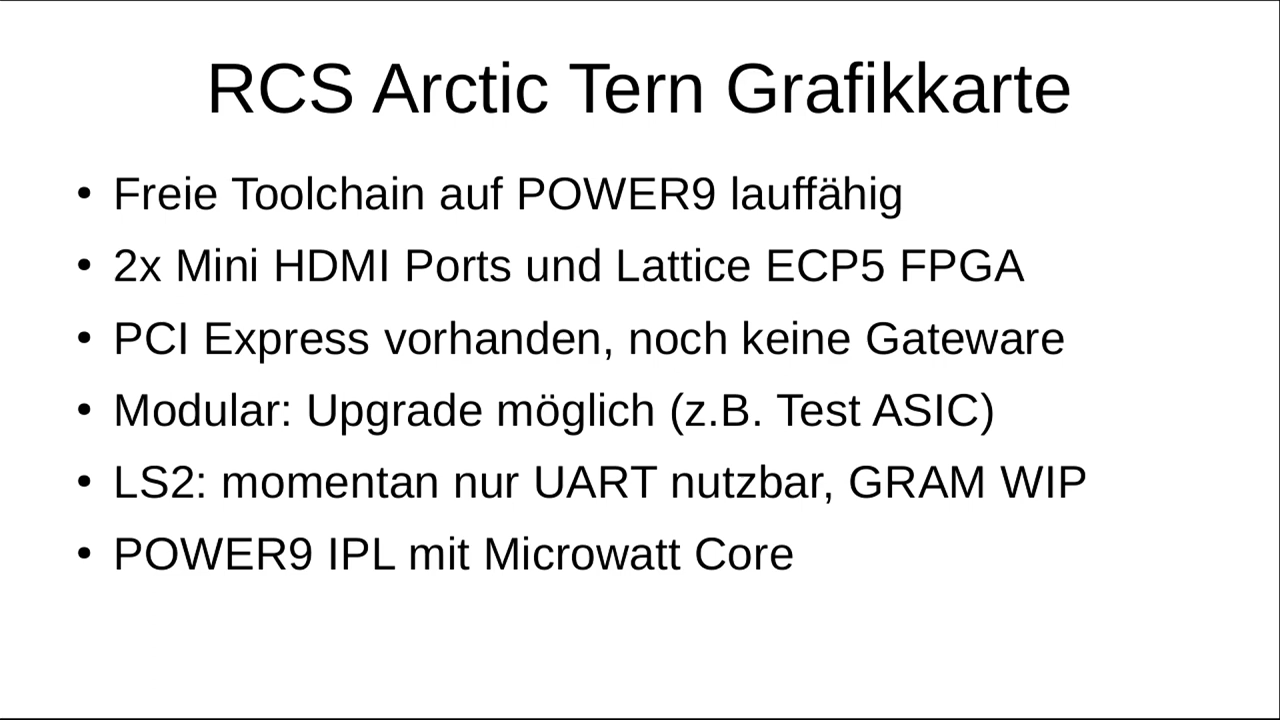 RCS Arctic Tern Grafikkarte
• Freie Toolchain auf POWER9 lauffähig
• 2x Mini HDMI Ports und Lattice ECP5 FPGA
• PCI Express vorhanden, noch keine Gateware
• Modular: Upgrade möglich (z.B. Test ASIC)
• LS2: momentan nur UART nutzbar, GRAM WIP
• POWER9 IPL mit Microwatt Core